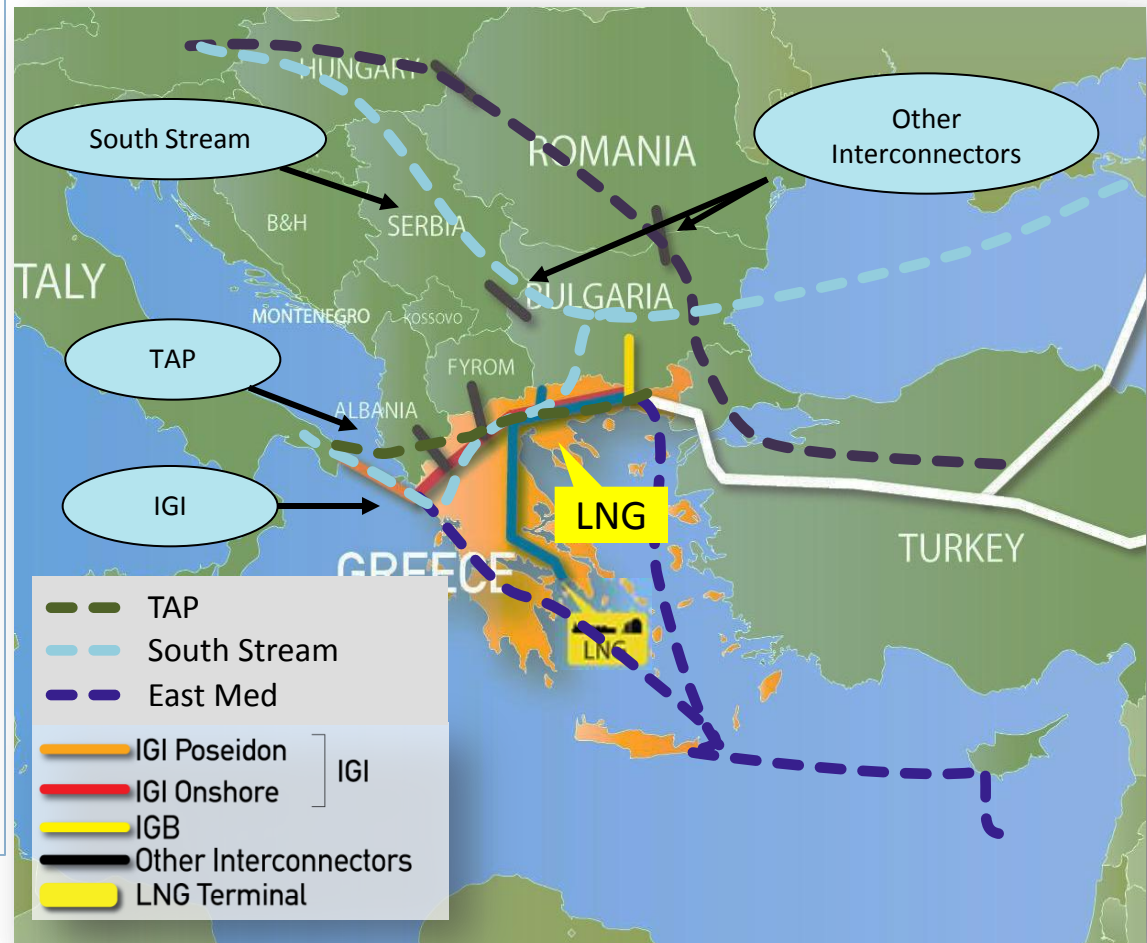 HUNGARY
South Stream
Other
Interconnectors
ROMANIA
B&H
SERBIA
TALY
BULGARIA
MONTENEGRO
KOSSOVO
TAP
FYROM
ALBANIA
IGI
LNG
GREECE
TURKEY
LNG
TAP
South Stream
East Med
IGI Poseidon
IGI
IGI Onshore
IGB
Other Interconnectors
LNG Terminal